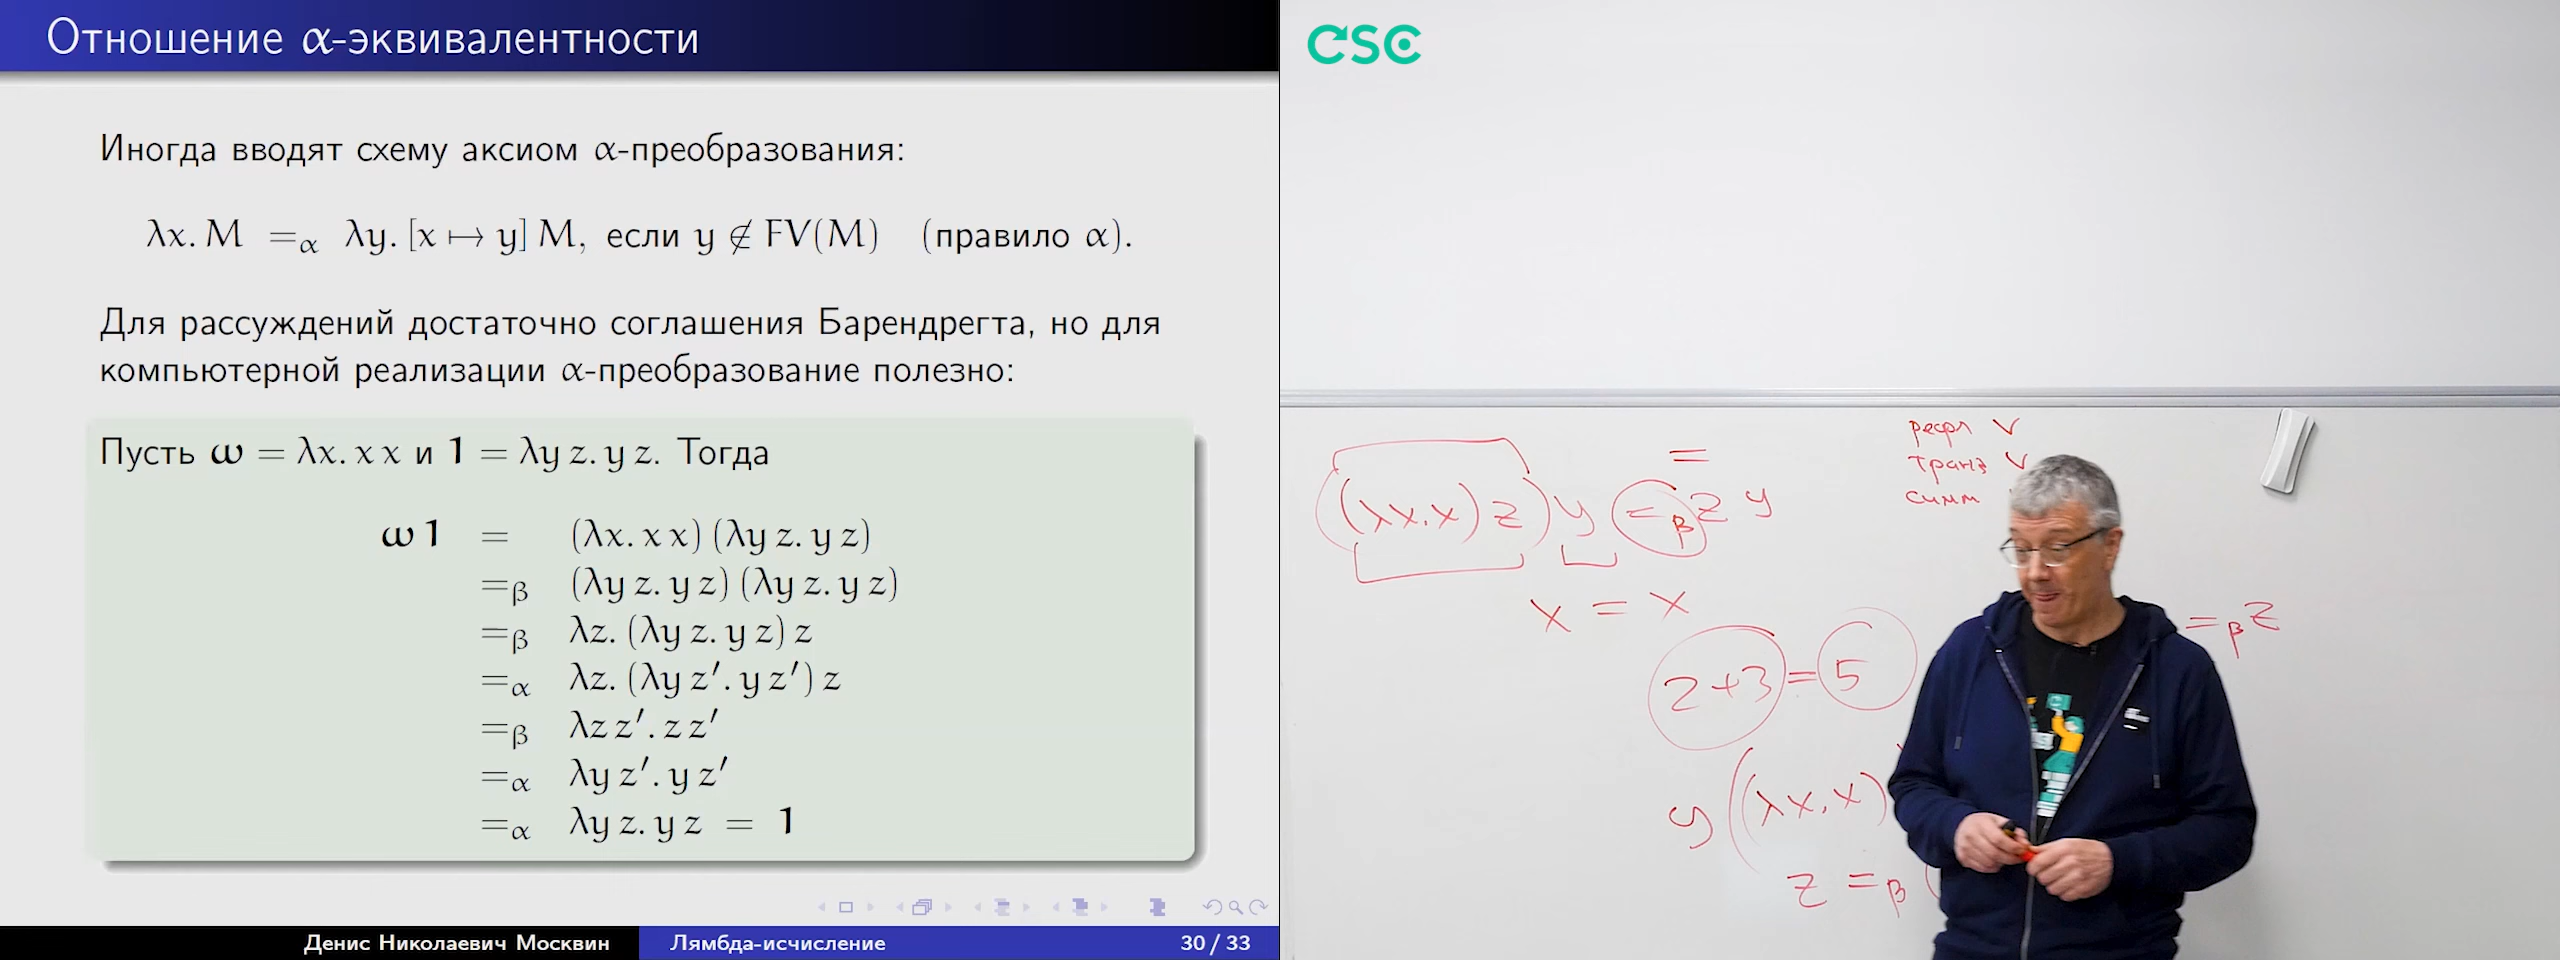 Отношение α-эквивалентности
Иногда вводят схему аксиом α-преобразования:
λx. M =α λy. [x ↦ y] M, если y ∉ FV(M) (правило α).
Для рассуждений достаточно соглашения Барендрегта, но для
компьютерной реализации α-преобразование полезно:
Пусть ω = λx. x x и 1 = λy z. y z. Тогда
ω 1 = (λx. x x) (λy z. y z)
=β (λy z. y z) (λy z. y z)
=β λz. (λy z. y z) z
=α λz. (λy z′. y z′) z
=β λz z′. z z′
=α λy z′. y z′
=α λy z. y z = 1
Денис Николаевич Москвин
Лямбда-исчисление
30 / 33
CSC
рефл ∨
транз ∨
симм
=
((λx.x) z) y =β z y
x = x
=β z
2+3 = 5
y ((λx.x)
z =β (